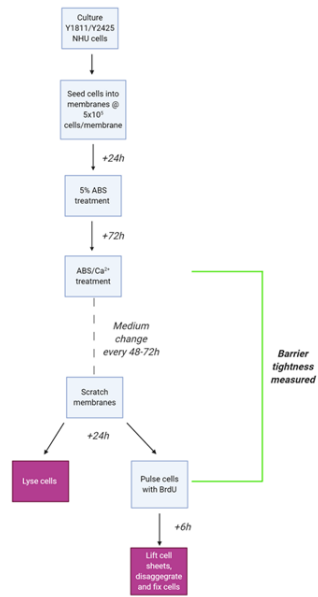 Culture
Y1811/Y2425
NHU cells
Seed cells into
membranes @
5x10⁵
cells/membrane
+24h
5% ABS
treatment
+72h
ABS/Ca²⁺
treatment
Medium
change
every 48-72h
Barrier
tightness
measured
Scratch
membranes
+24h
Lyse cells
Pulse cells
with BrdU
+6h
Lift cell
sheets,
disaggregate
and fix cells